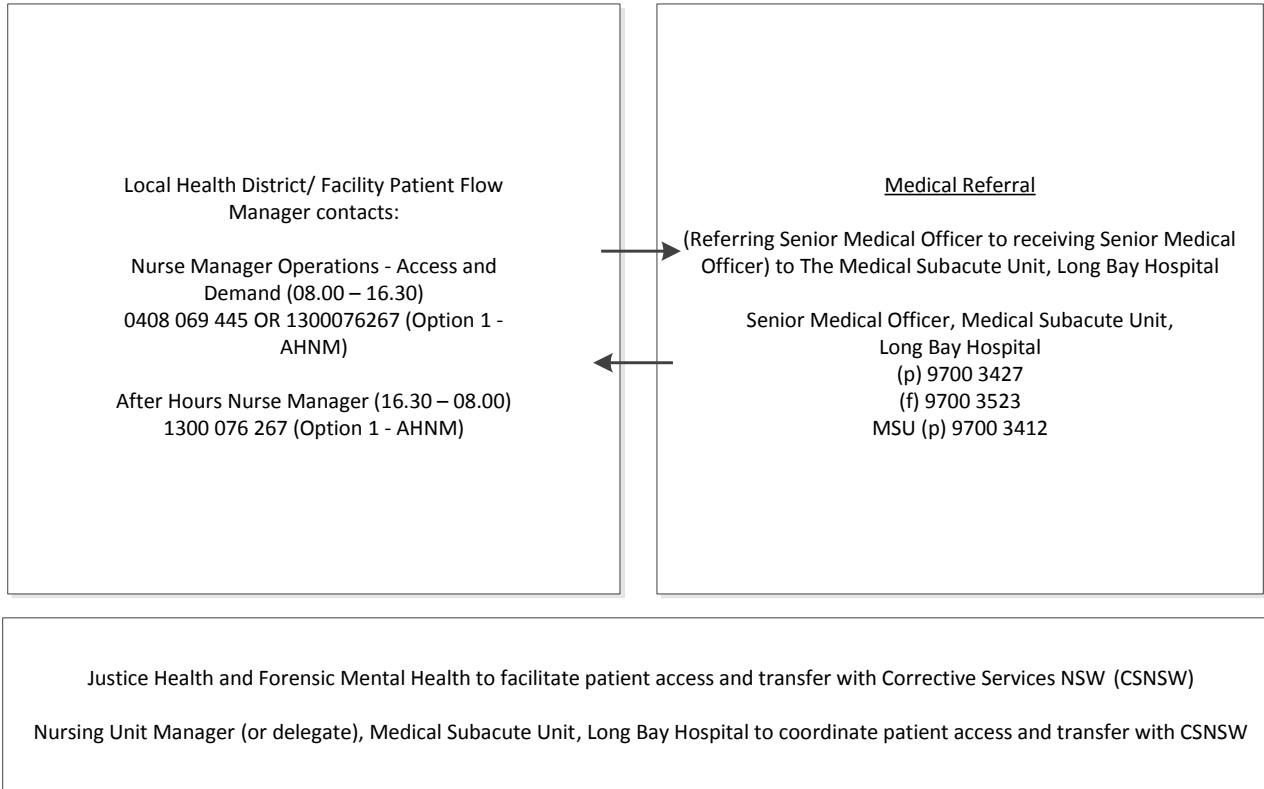 Local Health District/ Facility Patient Flow
Manager contacts:
Nurse Manager Operations - Access and
Demand (08.00 – 16.30)
0408 069 445 OR 1300076267 (Option 1 -
AHNM)
After Hours Nurse Manager (16.30 – 08.00)
1300 076 267 (Option 1 - AHNM)
Medical Referral
(Referring Senior Medical Officer to receiving Senior Medical
Officer) to The Medical Subacute Unit, Long Bay Hospital
Senior Medical Officer, Medical Subacute Unit,
Long Bay Hospital
(p) 9700 3427
(f) 9700 3523
MSU (p) 9700 3412
Justice Health and Forensic Mental Health to facilitate patient access and transfer with Corrective Services NSW (CSNSW)
Nursing Unit Manager (or delegate), Medical Subacute Unit, Long Bay Hospital to coordinate patient access and transfer with CSNSW